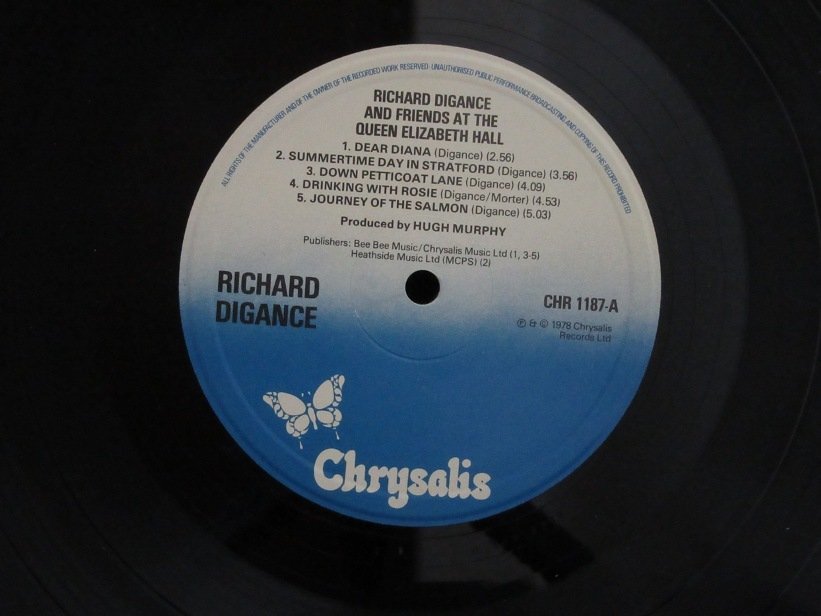 ALL RIGHTS OF THE MANUFACTURER AND OF THE OWNER OF THE RECORDED WORK RESERVED·UNAUTHORISED PUBLIC PERFORMANCE BROADCASTING AND COPYING OF THIS RECORD PROHIBITED
RICHARD DIGANCE
AND FRIENDS AT THE
QUEEN ELIZABETH HALL
1. DEAR DIANA (Digance) (2.56)
2. SUMMERTIME DAY IN STRATFORD (Digance) (3.56)
3. DOWN PETTICOAT LANE (Digance) (4.09)
4. DRINKING WITH ROSIE (Digance/Morter) (4.53)
5. JOURNEY OF THE SALMON (Digance) (5.03)
Produced by HUGH MURPHY
Publishers: Bee Bee Music/Chrysalis Music Ltd (1, 3-5)
Heathside Music Ltd (MCPS) (2)
RICHARD
DIGANCE
CHR 1187-A
℗ & © 1978 Chrysalis
Records Ltd
Chrysalis